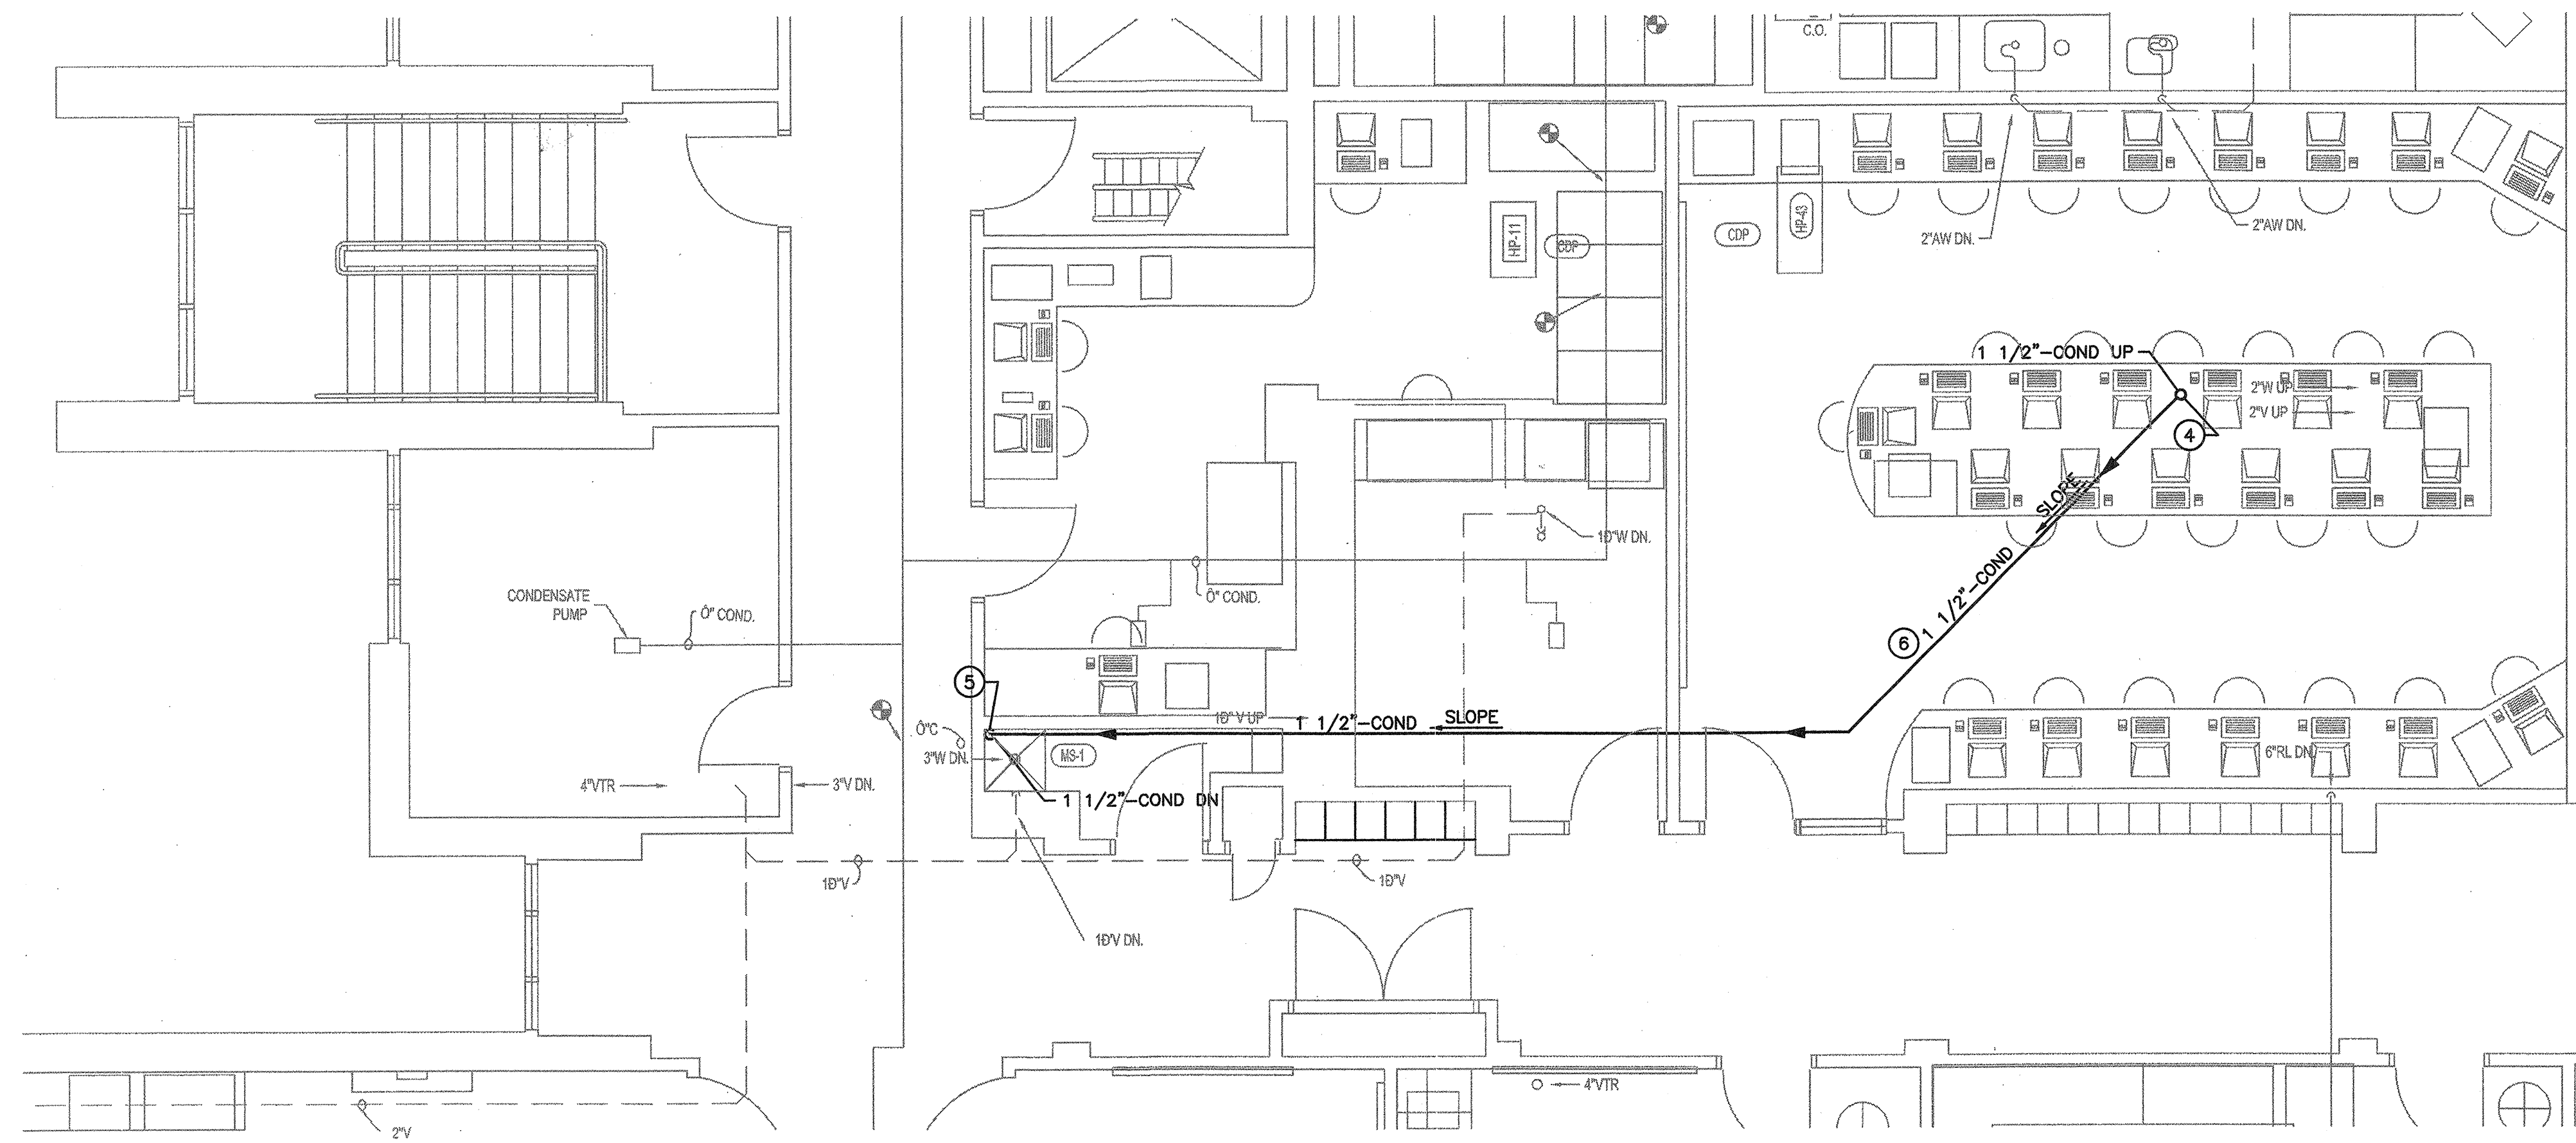 C.O.
2"AW DN.
2"AW DN.
HP-11
CDP
CDP
HP-43
1 1/2"-COND UP
2"W UP
2"V UP
4
SLOPE
1Ð"W DN.
1 1/2"-COND
6
CONDENSATE
PUMP
Ô" COND.
Ô" COND.
5
1Ð" V UP
1 1/2"-COND
SLOPE
Ô"C
3"W DN.
MS-1
6"RL DN.
4"VTR
3"V DN.
1 1/2"-COND DN
1Ð"V
1Ð"V
1Ð"V DN.
4"VTR
2"V